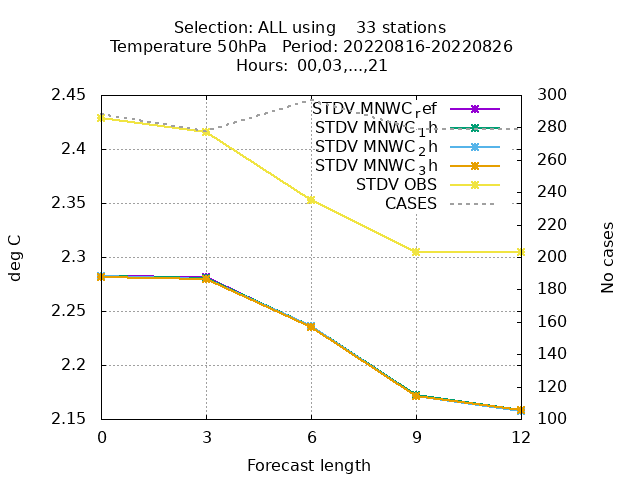 Selection: ALL using    33 stations
Temperature 50hPa   Period: 20220816-20220826
Hours:  00,03,...,21
2.45
2.4
2.35
2.3
2.25
2.2
2.15
300
280
260
240
220
200
180
160
140
120
100
STDV MNWC_ref
STDV MNWC_1h
STDV MNWC_2h
STDV MNWC_3h
STDV OBS
CASES
deg C
No cases
0 3 6 9 12
Forecast length